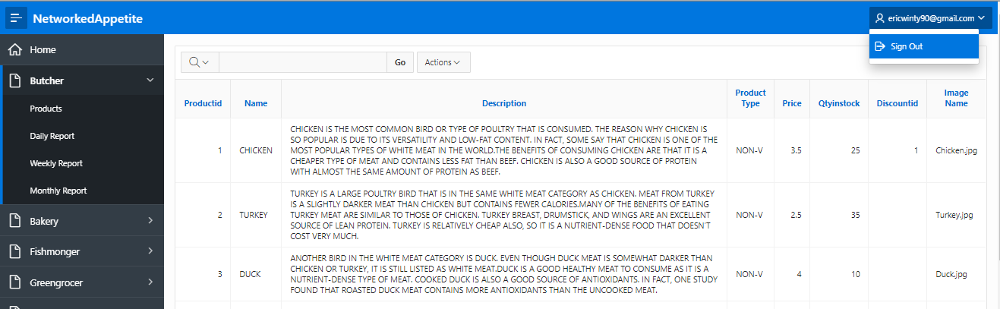 NetworkedAppetite
ericwinty90@gmail.com
Sign Out
Home
Butcher
Products
Daily Report
Weekly Report
Monthly Report
Bakery
Fishmonger
Greengrocer
Go
Actions
Productid Name Description Product Type Price Qtyinstock Discountid Image Name
1 CHICKEN
CHICKEN IS THE MOST COMMON BIRD OR TYPE OF POULTRY THAT IS CONSUMED. THE REASON WHY CHICKEN IS
SO POPULAR IS DUE TO ITS VERSATILITY AND LOW-FAT CONTENT. IN FACT, SOME SAY THAT CHICKEN IS ONE OF THE
MOST POPULAR TYPES OF WHITE MEAT IN THE WORLD.THE BENEFITS OF CONSUMING CHICKEN ARE THAT IT IS A
CHEAPER TYPE OF MEAT AND CONTAINS LESS FAT THAN BEEF. CHICKEN IS ALSO A GOOD SOURCE OF PROTEIN
WITH ALMOST THE SAME AMOUNT OF PROTEIN AS BEEF.
NON-V 3.5 25 1 Chicken.jpg
2 TURKEY
TURKEY IS A LARGE POULTRY BIRD THAT IS IN THE SAME WHITE MEAT CATEGORY AS CHICKEN. MEAT FROM TURKEY
IS A SLIGHTLY DARKER MEAT THAN CHICKEN BUT CONTAINS FEWER CALORIES.MANY OF THE BENEFITS OF EATING
TURKEY MEAT ARE SIMILAR TO THOSE OF CHICKEN. TURKEY BREAST, DRUMSTICK, AND WINGS ARE AN EXCELLENT
SOURCE OF LEAN PROTEIN. TURKEY IS RELATIVELY CHEAP ALSO, SO IT IS A NUTRIENT-DENSE FOOD THAT DOESN'T
COST VERY MUCH.
NON-V 2.5 35 Turkey.jpg
3 DUCK
ANOTHER BIRD IN THE WHITE MEAT CATEGORY IS DUCK. EVEN THOUGH DUCK MEAT IS SOMEWHAT DARKER THAN
CHICKEN OR TURKEY, IT IS STILL LISTED AS WHITE MEAT.DUCK IS A GOOD HEALTHY MEAT TO CONSUME AS IT IS A
NUTRIENT-DENSE TYPE OF MEAT. COOKED DUCK IS ALSO A GOOD SOURCE OF ANTIOXIDANTS. IN FACT, ONE STUDY
FOUND THAT ROASTED DUCK MEAT CONTAINS MORE ANTIOXIDANTS THAN THE UNCOOKED MEAT.
NON-V 4 10 Duck.jpg